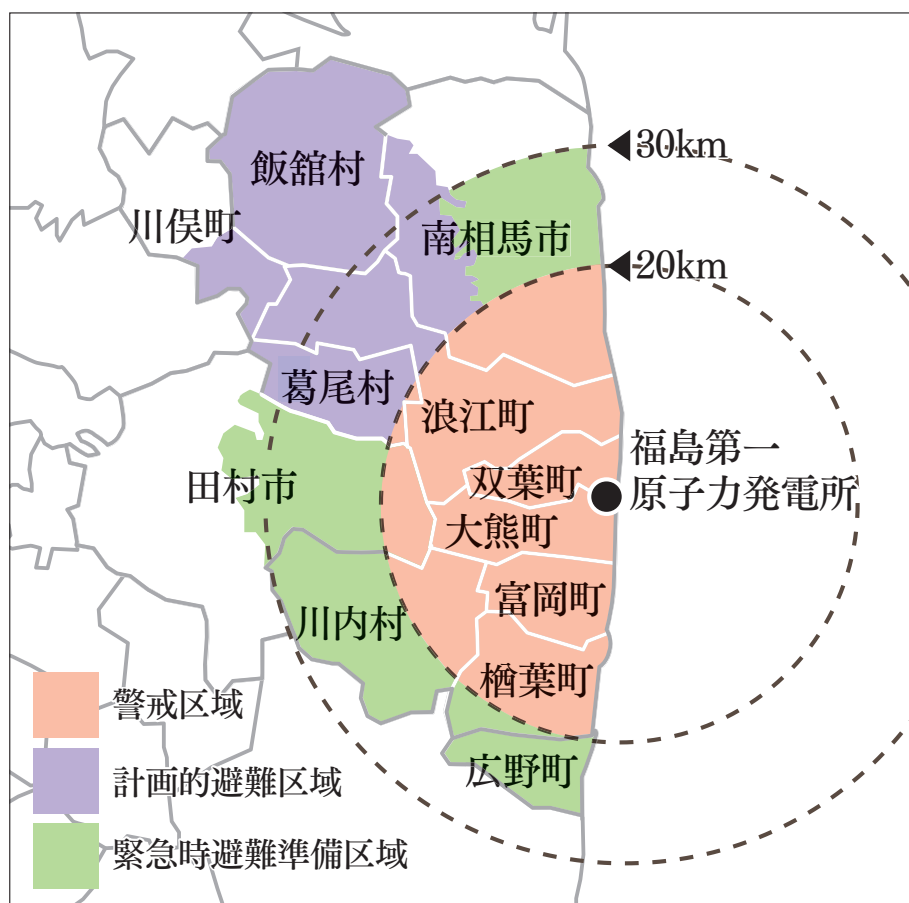 30km
飯舘村
川俣町
南相馬市
20km
葛尾村
浪江町
福島第一
原子力発電所
双葉町
田村市
大熊町
富岡町
川内村
楢葉町
警戒区域
広野町
計画的避難区域
緊急時避難準備区域